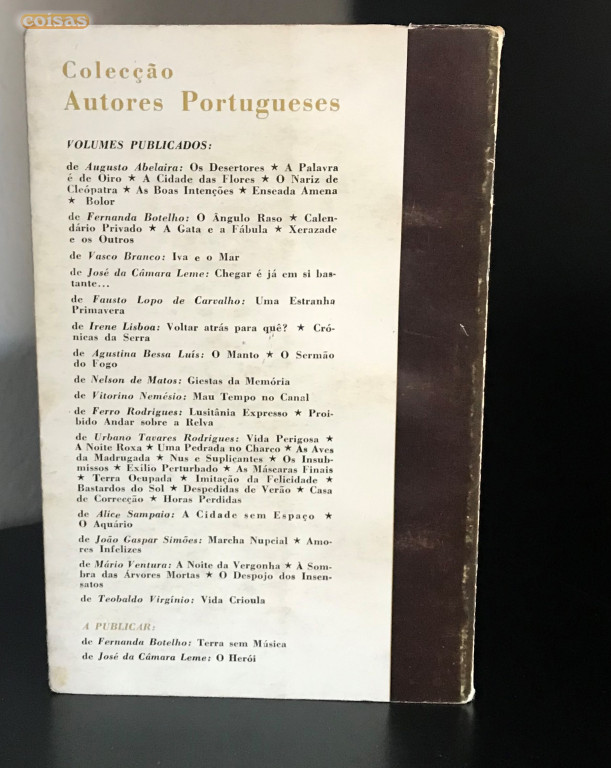 coisas
Colecção
Autores Portugueses
VOLUMES PUBLICADOS:
de Augusto Abelaira: Os Desertores ★ A Palavra
é de Oiro ★ A Cidade das Flores ★ O Nariz de
Cleópatra ★ As Boas Intenções ★ Enseada Amena
★ Bolor
de Fernanda Botelho: O Ângulo Raso ★ Calen-
dário Privado ★ A Gata e a Fábula ★ Xerazade
e os Outros
de Vasco Branco: Iva e o Mar
de José da Câmara Leme: Chegar é já em si bas-
tante...
de Fausto Lopo de Carvalho: Uma Estranha
Primavera
de Irene Lisboa: Voltar atrás para quê? ★ Cró-
nicas da Serra
de Agustina Bessa Luís: O Manto ★ O Sermão
do Fogo
de Nelson de Matos: Giestas da Memória
de Vitorino Nemésio: Mau Tempo no Canal
de Ferro Rodrigues: Lusitânia Expresso ★ Proi-
bido Andar sobre a Relva
de Urbano Tavares Rodrigues: Vida Perigosa ★
A Noite Roxa ★ Uma Pedrada no Charco ★ As Aves
da Madrugada ★ Nus e Suplicantes ★ Os Insub-
missos ★ Exílio Perturbado ★ As Máscaras Finais
★ Terra Ocupada ★ Imitação da Felicidade ★
Bastardos do Sol ★ Despedidas de Verão ★ Casa
de Correcção ★ Horas Perdidas
de Alice Sampaio: A Cidade sem Espaço ★
O Aquário
de João Gaspar Simões: Marcha Nupcial ★ Amo-
res Infelizes
de Mário Ventura: A Noite da Vergonha ★ À Som-
bra das Árvores Mortas ★ O Despojo dos Insen-
satos
de Teobaldo Virgínio: Vida Crioula
A PUBLICAR:
de Fernanda Botelho: Terra sem Música
de José da Câmara Leme: O Herói